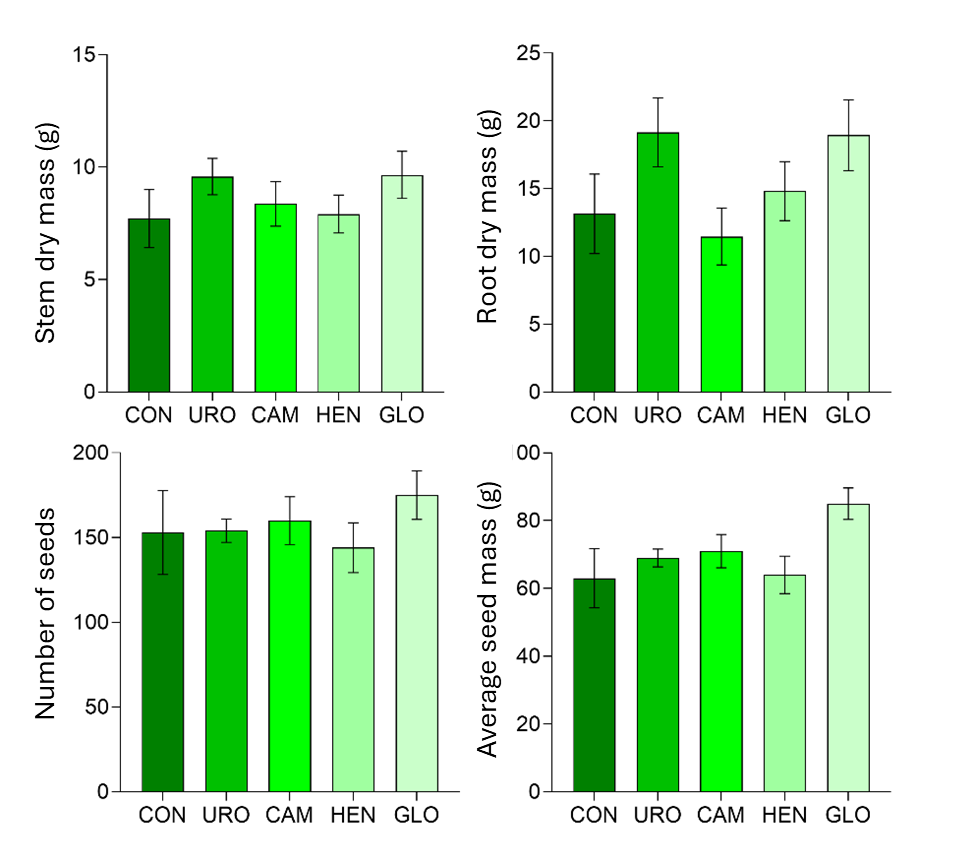 Stem dry mass (g)
15
10
5
0
CON URO CAM HEN GLO
Root dry mass (g)
25
20
15
10
5
0
CON URO CAM HEN GLO
Number of seeds
200
150
100
50
0
CON URO CAM HEN GLO
Average seed mass (g)
00
80
60
40
20
0
CON URO CAM HEN GLO